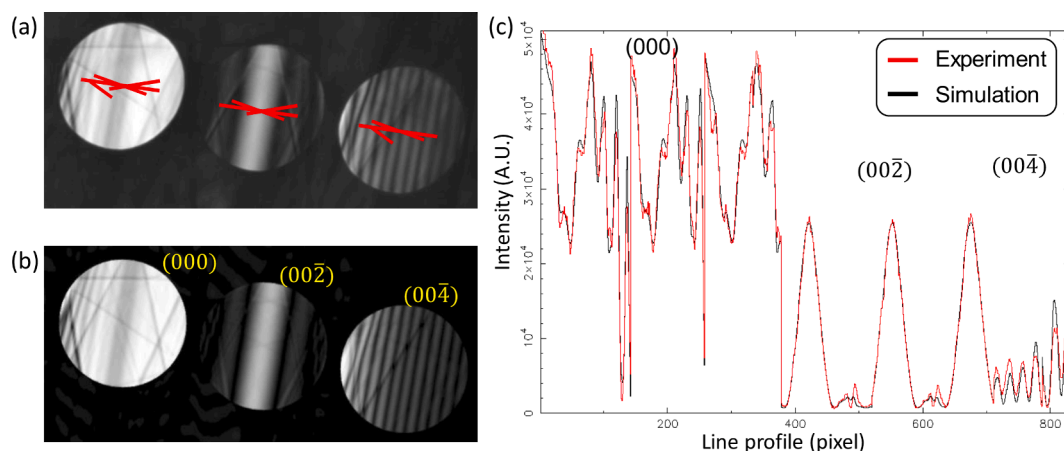 (a)
(b)
(000)
(002̅)
(004̅)
(c)
(000)
Experiment
Simulation
(002̅)
(004̅)
Intensity (A.U.)
0
10⁴
2×10⁴
3×10⁴
4×10⁴
5×10⁴
200
400
600
800
Line profile (pixel)